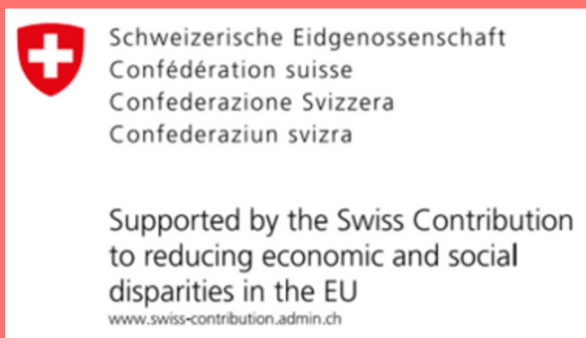 Schweizerische Eidgenossenschaft
Confédération suisse
Confederazione Svizzera
Confederaziun svizra
Supported by the Swiss Contribution
to reducing economic and social
disparities in the EU
www.swiss-contribution.admin.ch